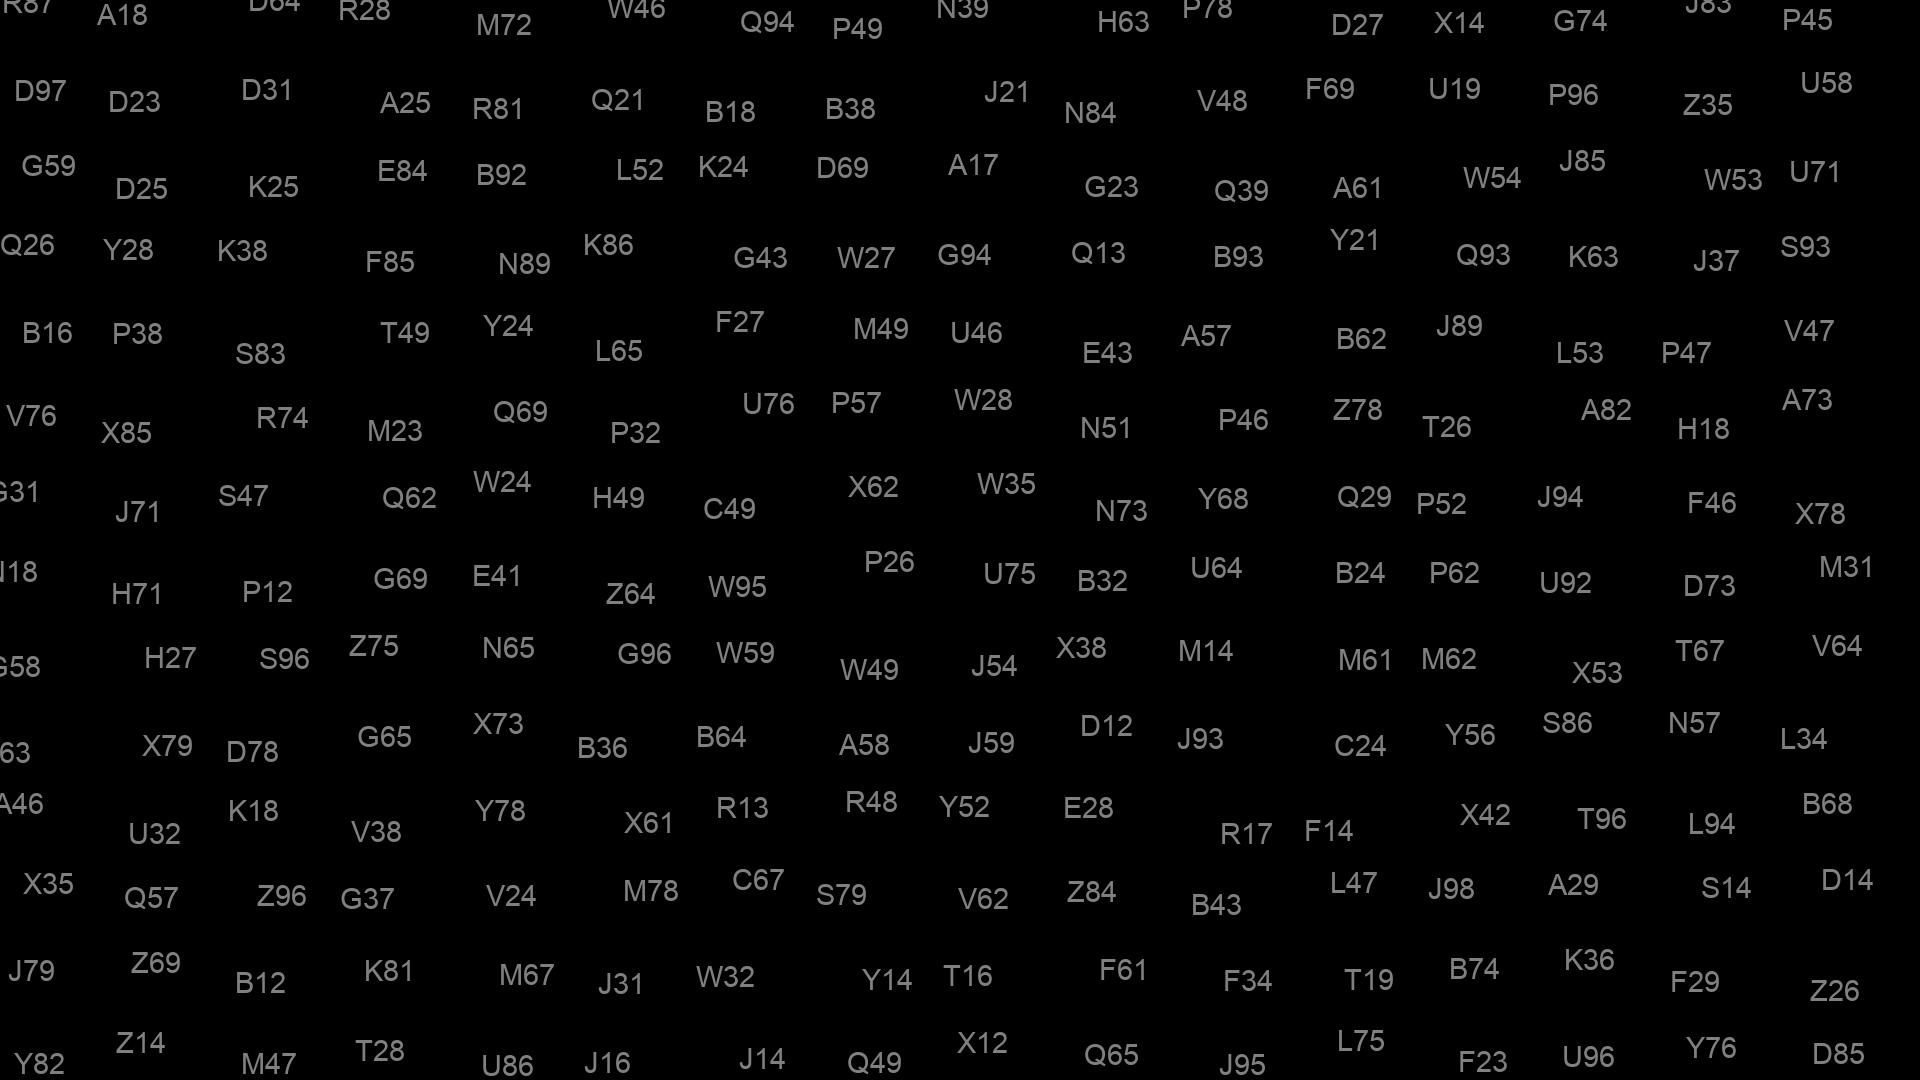 R87 A18 D64 R28 M72 W46 Q94 P49 N39 H63 P78 D27 X14 G74 J83 P45
D97 D23 D31 A25 R81 Q21 B18 B38 J21 N84 V48 F69 U19 P96 Z35 U58
G59 D25 K25 E84 B92 L52 K24 D69 A17 G23 Q39 A61 W54 J85 W53 U71
Q26 Y28 K38 F85 N89 K86 G43 W27 G94 Q13 B93 Y21 Q93 K63 J37 S93
B16 P38 S83 T49 Y24 L65 F27 M49 U46 E43 A57 B62 J89 L53 P47 V47
V76 X85 R74 M23 Q69 P32 U76 P57 W28 N51 P46 Z78 T26 A82 H18 A73
G31 J71 S47 Q62 W24 H49 C49 X62 W35 N73 Y68 Q29 P52 J94 F46 X78
H71 P12 G69 E41 Z64 W95 P26 U75 B32 U64 B24 P62 U92 D73 M31
G58 H27 S96 Z75 N65 G96 W59 W49 J54 X38 M14 M61 M62 X53 T67 V64
63 X79 D78 G65 X73 B36 B64 A58 J59 D12 J93 C24 Y56 S86 N57 L34
A46 U32 K18 V38 Y78 X61 R13 R48 Y52 E28 R17 F14 X42 T96 L94 B68
X35 Q57 Z96 G37 V24 M78 C67 S79 V62 Z84 B43 L47 J98 A29 S14 D14
J79 Z69 B12 K81 M67 J31 W32 Y14 T16 F61 F34 T19 B74 K36 F29 Z26
Y82 Z14 M47 T28 U86 J16 J14 Q49 X12 Q65 J95 L75 F23 U96 Y76 D85